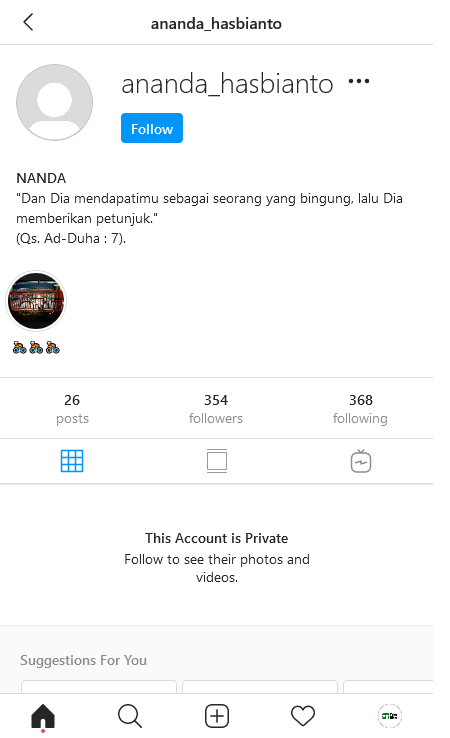 ananda_hasbianto
ananda_hasbianto
Follow
NANDA
"Dan Dia mendapatimu sebagai seorang yang bingung, lalu Dia
memberikan petunjuk."
(Qs. Ad-Duha : 7).
🚴🚴🚴
26 354 368
posts followers following
This Account is Private
Follow to see their photos and
videos.
Suggestions For You